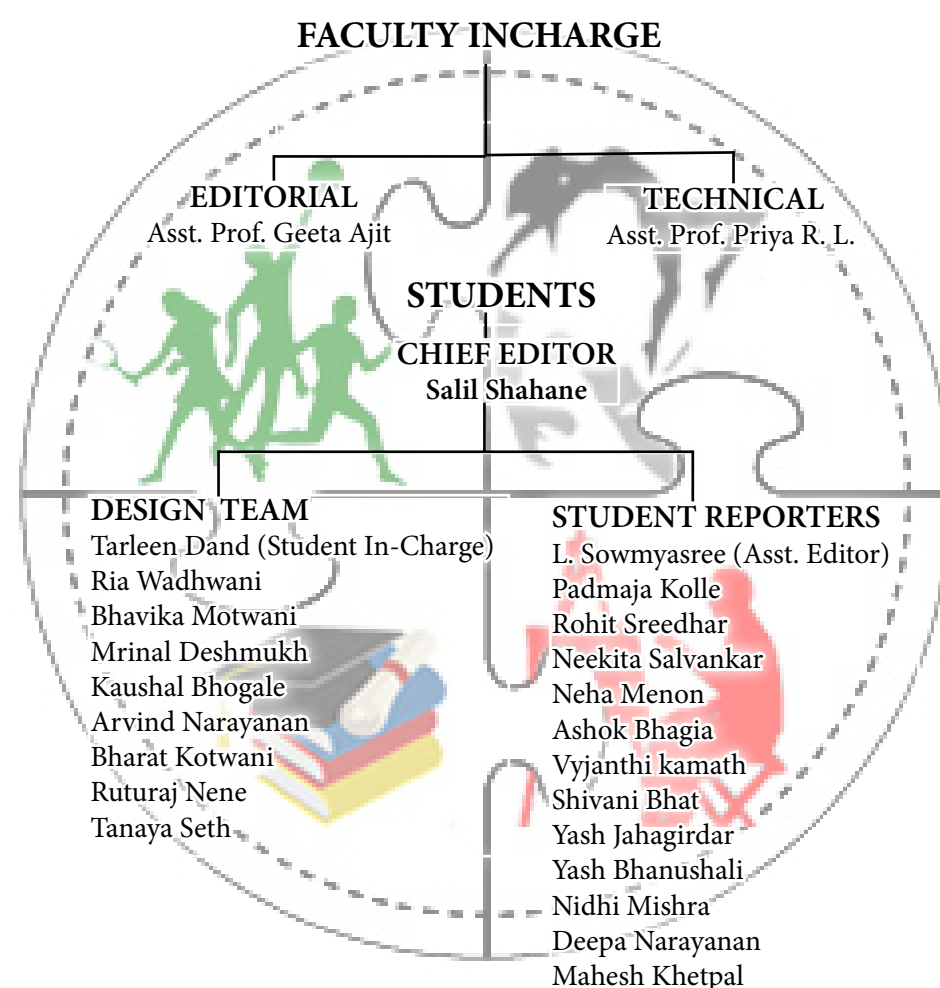 FACULTY INCHARGE
EDITORIAL
Asst. Prof. Geeta Ajit
TECHNICAL
Asst. Prof. Priya R. L.
STUDENTS
CHIEF EDITOR
Salil Shahane
DESIGN TEAM
Tarleen Dand (Student In-Charge)
Ria Wadhwani
Bhavika Motwani
Mrinal Deshmukh
Kaushal Bhogale
Arvind Narayanan
Bharat Kotwani
Ruturaj Nene
Tanaya Seth
STUDENT REPORTERS
L. Sowmyasree (Asst. Editor)
Padmaja Kolle
Rohit Sreedhar
Neekita Salvankar
Neha Menon
Ashok Bhagia
Vyjanthi kamath
Shivani Bhat
Yash Jahagirdar
Yash Bhanushali
Nidhi Mishra
Deepa Narayanan
Mahesh Khetpal